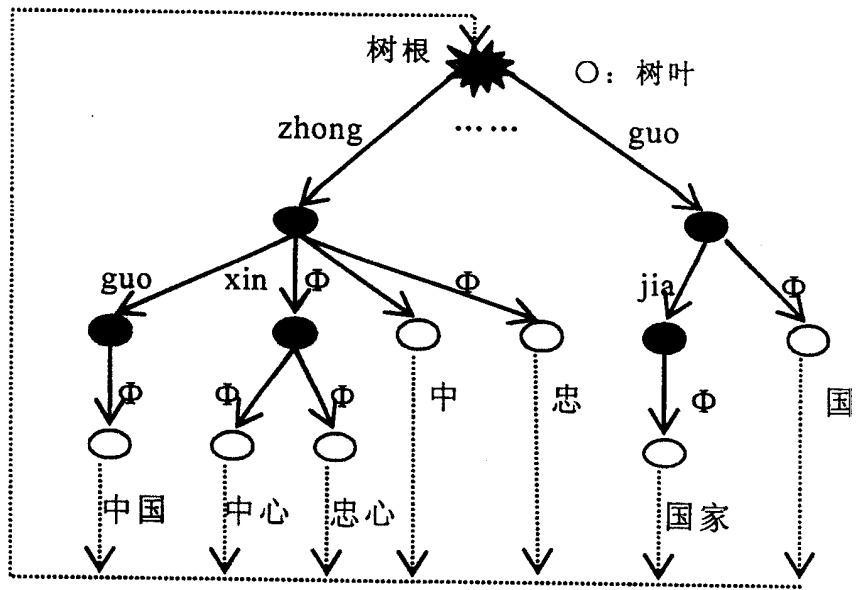 树根
○：树叶
zhong
……
guo
guo
xin
Φ
Φ
jia
Φ
Φ
Φ
Φ
中
忠
Φ
国
中国
中心
忠心
国家